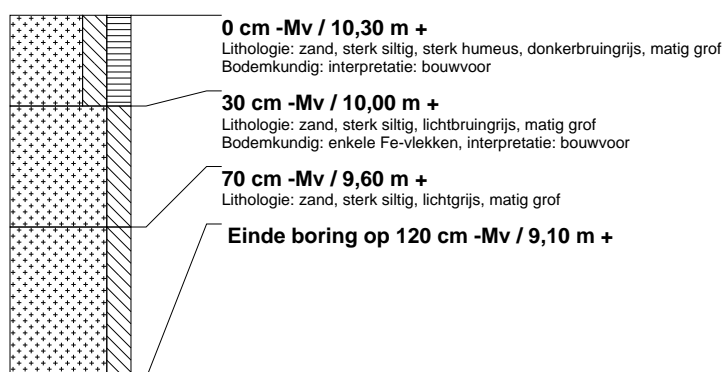 0 cm -Mv / 10,30 m +
Lithologie: zand, sterk siltig, sterk humeus, donkerbruingrijs, matig grof
Bodemkundig: interpretatie: bouwvoor
30 cm -Mv / 10,00 m +
Lithologie: zand, sterk siltig, lichtbruingrijs, matig grof
Bodemkundig: enkele Fe-vlekken, interpretatie: bouwvoor
70 cm -Mv / 9,60 m +
Lithologie: zand, sterk siltig, lichtgrijs, matig grof
Einde boring op 120 cm -Mv / 9,10 m +